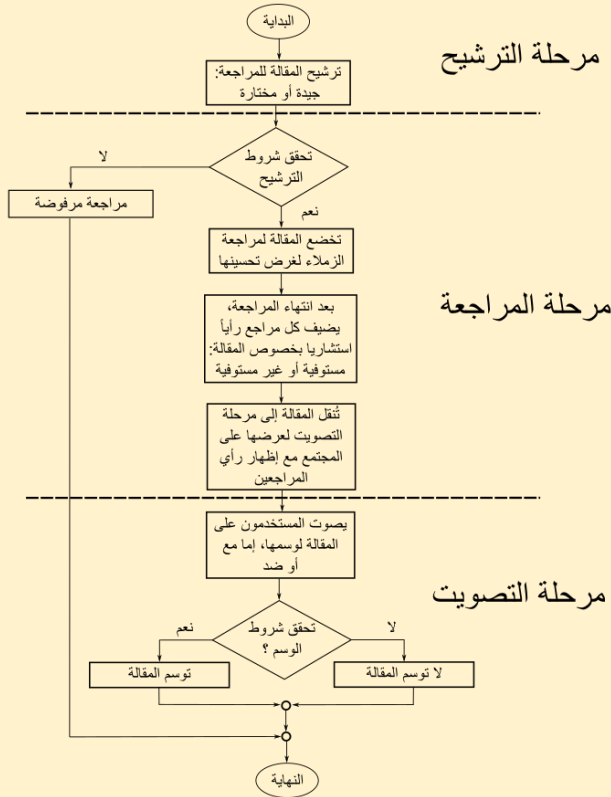 البداية
مرحلة الترشيح
ترشيح المقالة للمراجعة:
جيدة أو مختارة
تحقق شروط
الترشيح
لا
نعم
مراجعة مرفوضة
تخضع المقالة لمراجعة
الزملاء لغرض تحسينها
مرحلة المراجعة
بعد انتهاء المراجعة،
يضيف كل مراجع رأياً
استشاريا بخصوص المقالة:
مستوفية أو غير مستوفية
تُنقل المقالة إلى مرحلة
التصويت لعرضها على
المجتمع مع إظهار رأي
المراجعين
يصوت المستخدمون على
المقالة لوسمها، إما مع
أو ضد
مرحلة التصويت
تحقق شروط
الوسم ؟
لا
نعم
لا توسم المقالة
توسم المقالة
النهاية